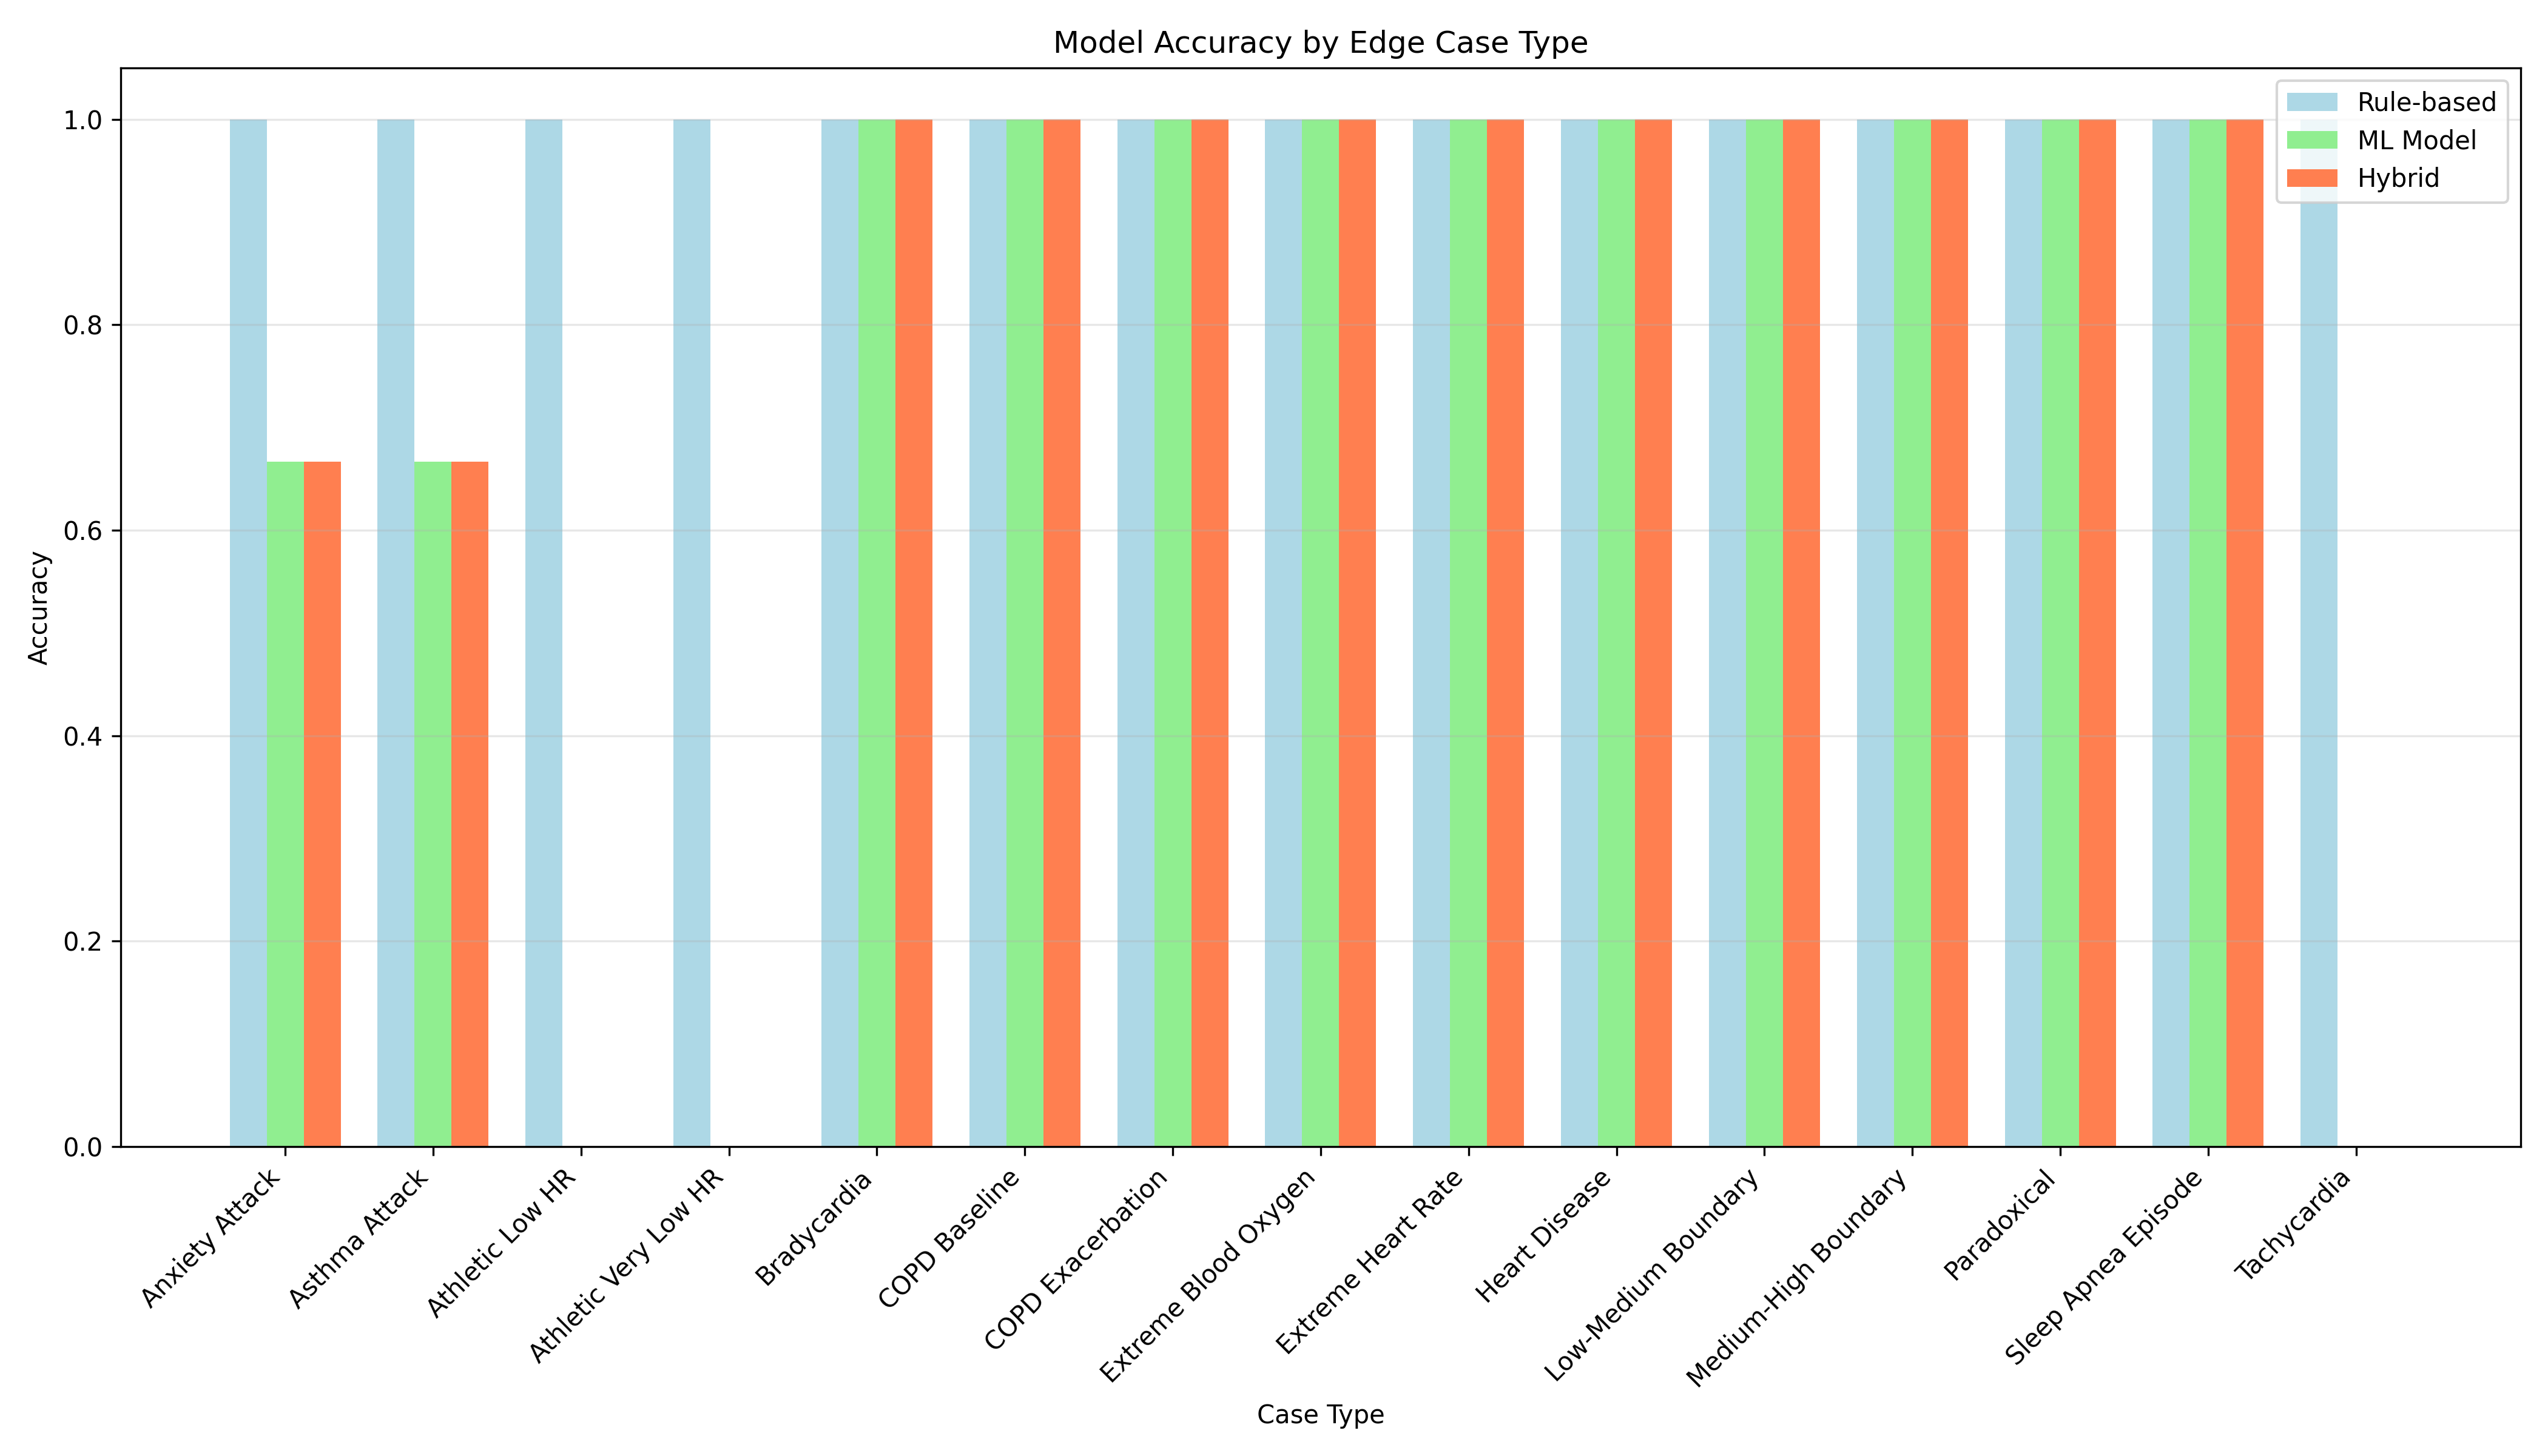 Model Accuracy by Edge Case Type
Rule-based
ML Model
Hybrid
1.0
0.8
0.6
0.4
0.2
0.0
Accuracy
Anxiety Attack
Asthma Attack
Athletic Low HR
Athletic Very Low HR
Bradycardia
COPD Baseline
COPD Exacerbation
Extreme Blood Oxygen
Extreme Heart Rate
Heart Disease
Low-Medium Boundary
Medium-High Boundary
Paradoxical
Sleep Apnea Episode
Tachycardia
Case Type